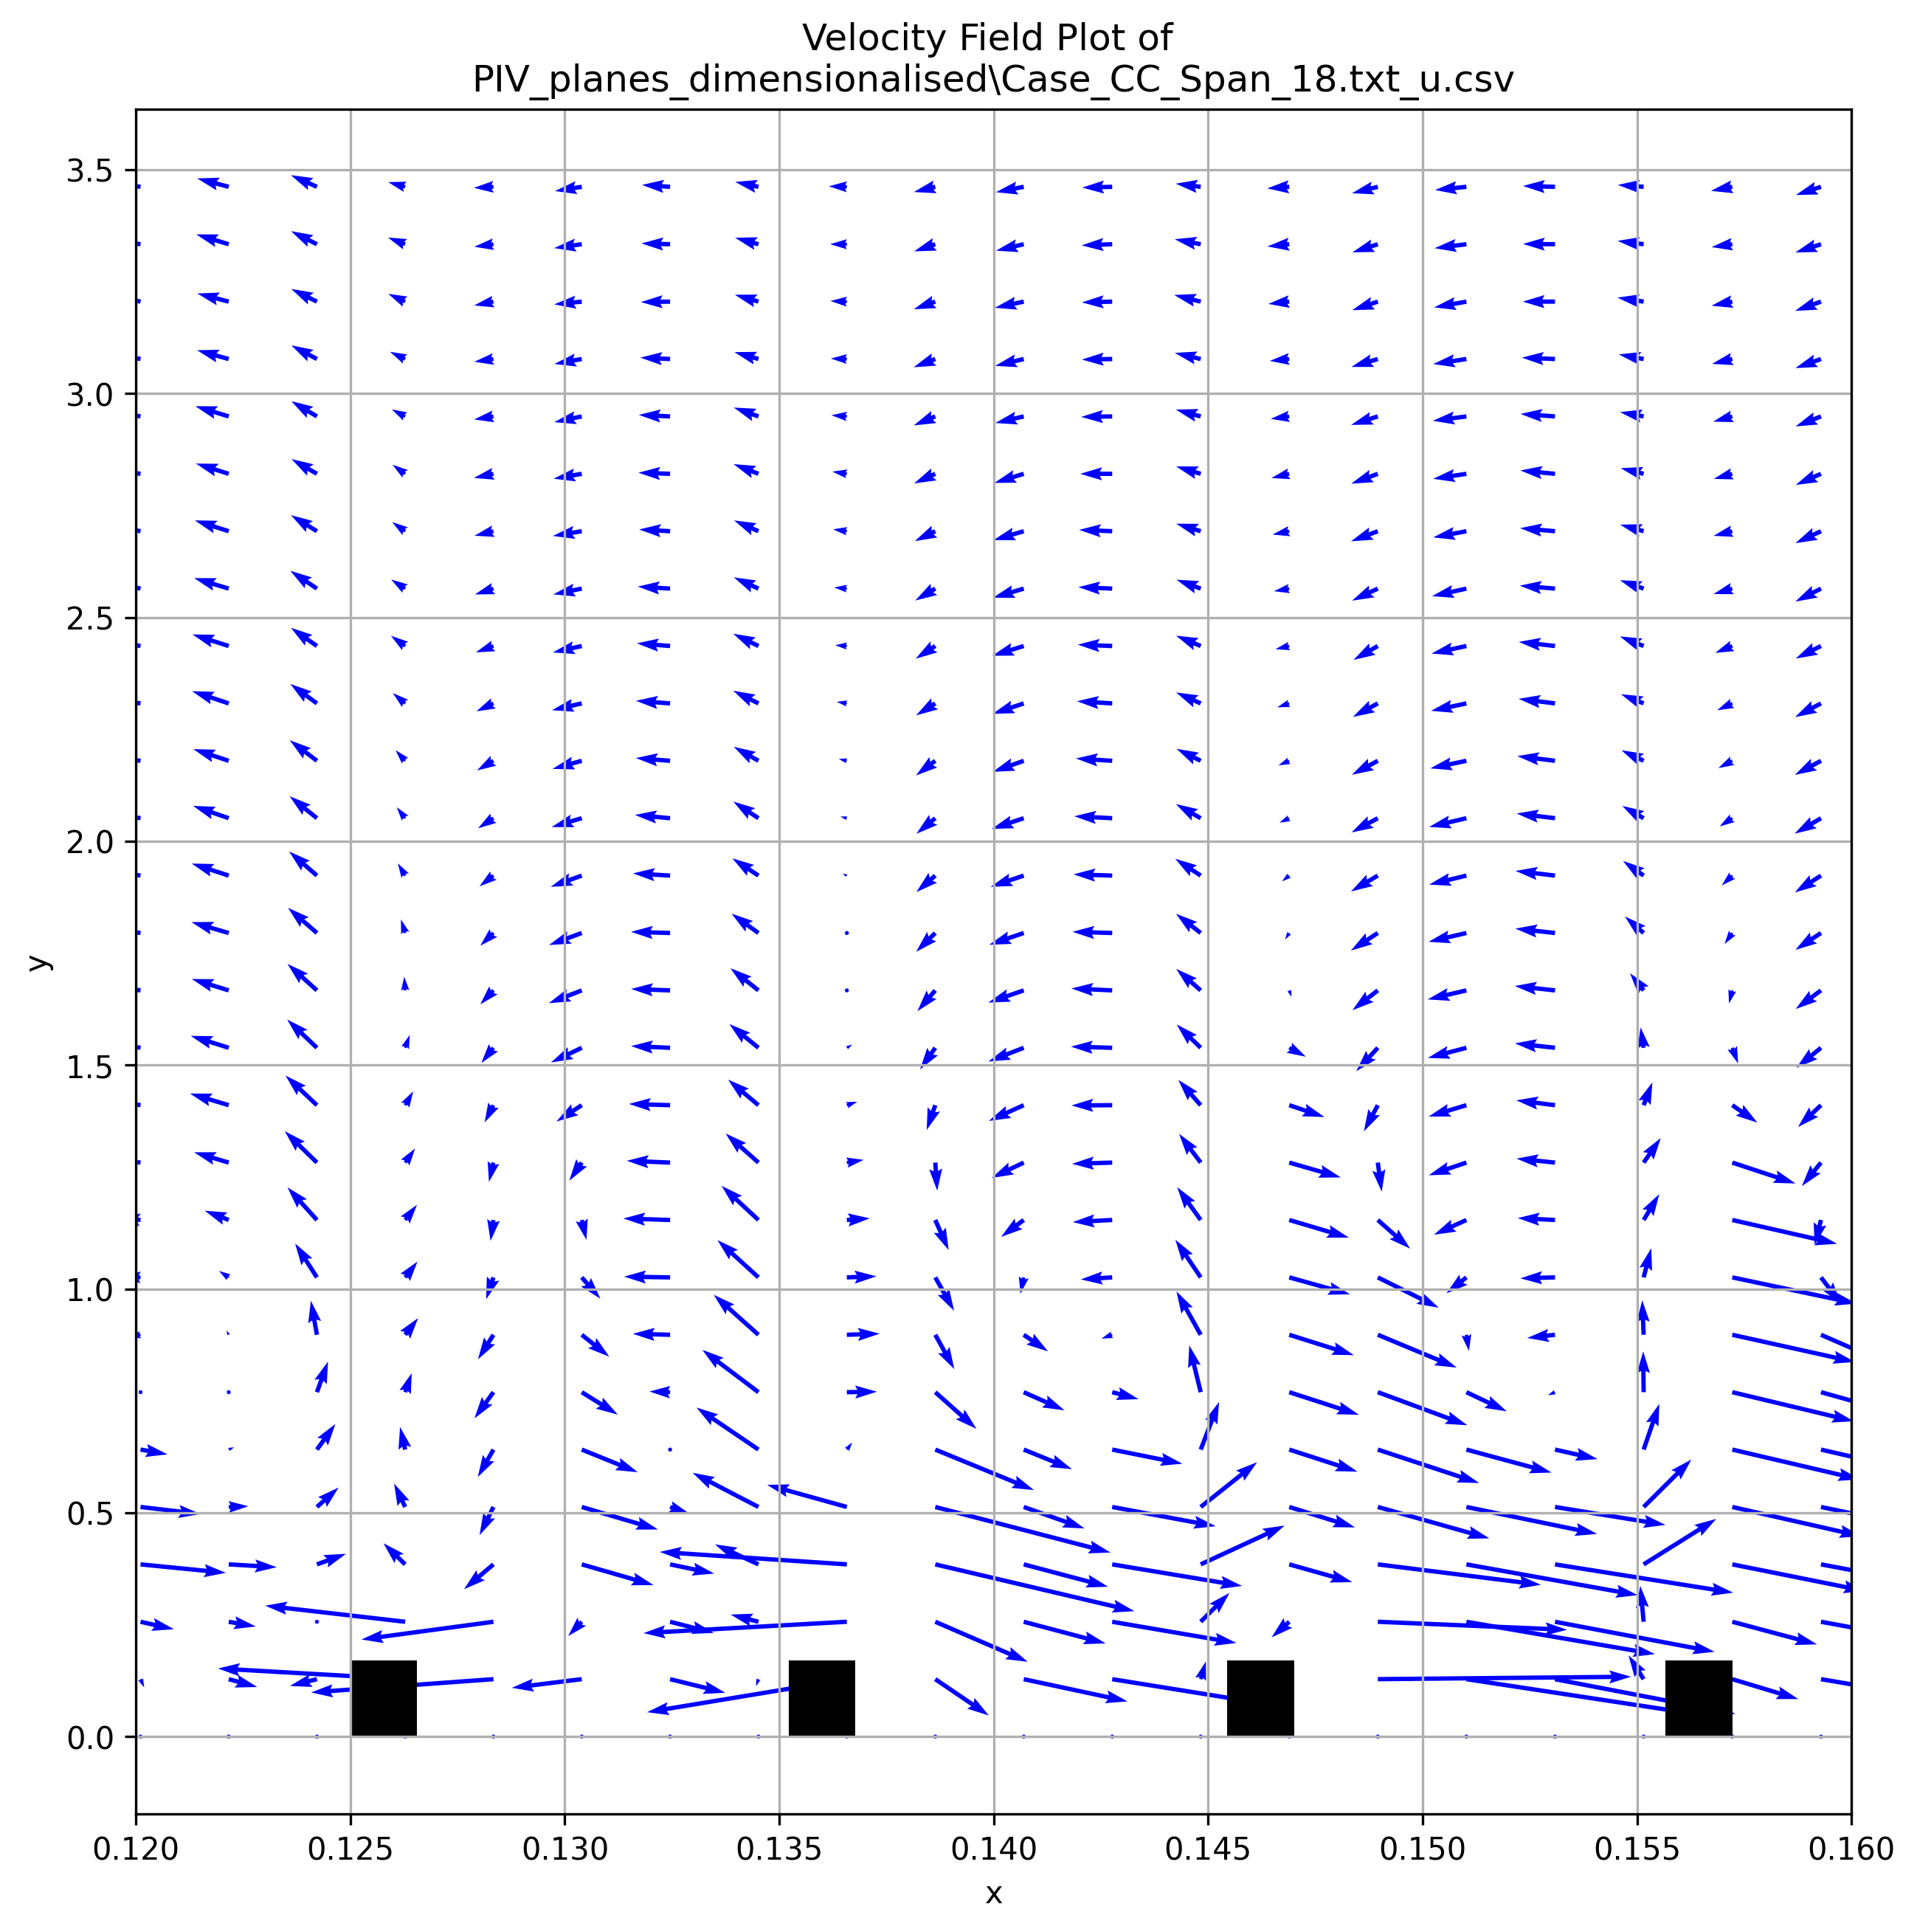 Velocity Field Plot of
PIV_planes_dimensionalised\Case_CC_Span_18.txt_u.csv
3.5
3.0
2.5
2.0
1.5
1.0
0.5
0.0
y
0.120 0.125 0.130 0.135 0.140 0.145 0.150 0.155 0.160
x